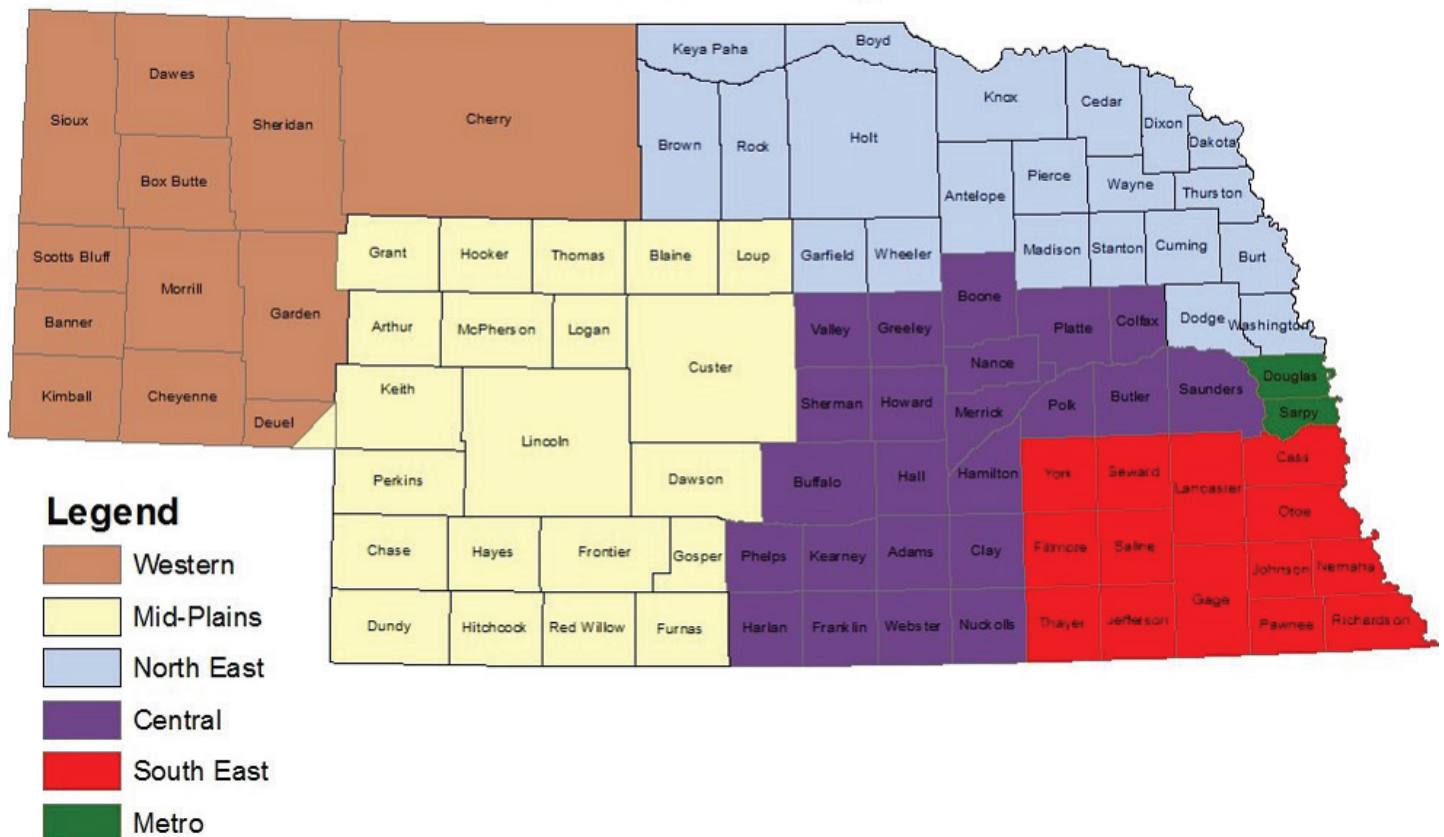 Keya Paha
Boyd
Dawes
Sioux
Sheridan
Cherry
Knox
Cedar
Dixon
Dakota
Brown
Rock
Holt
Box Butte
Pierce
Wayne
Thurston
Antelope
Scotts Bluff
Grant
Hooker
Thomas
Blaine
Loup
Garfield
Wheeler
Madison
Stanton
Cuming
Burt
Morrill
Garden
Boone
Banner
Arthur
McPherson
Logan
Valley
Greeley
Platte
Colfax
Dodge
Washington
Custer
Nance
Keith
Douglas
Kimball
Cheyenne
Sherman
Howard
Merrick
Polk
Butler
Saunders
Sarpy
Deuel
Lincoln
Perkins
Dawson
Buffalo
Hall
Hamilton
York
Seward
Lancaster
Cass
Otoe
Legend
Chase
Hayes
Frontier
Gosper
Phelps
Kearney
Adams
Clay
Fillmore
Saline
Johnson
Nemaha
Western
Gage
Mid-Plains
Dundy
Hitchcock
Red Willow
Furnas
Harlan
Franklin
Webster
Nuckolls
Thayer
Jefferson
Pawnee
Richardson
North East
Central
South East
Metro